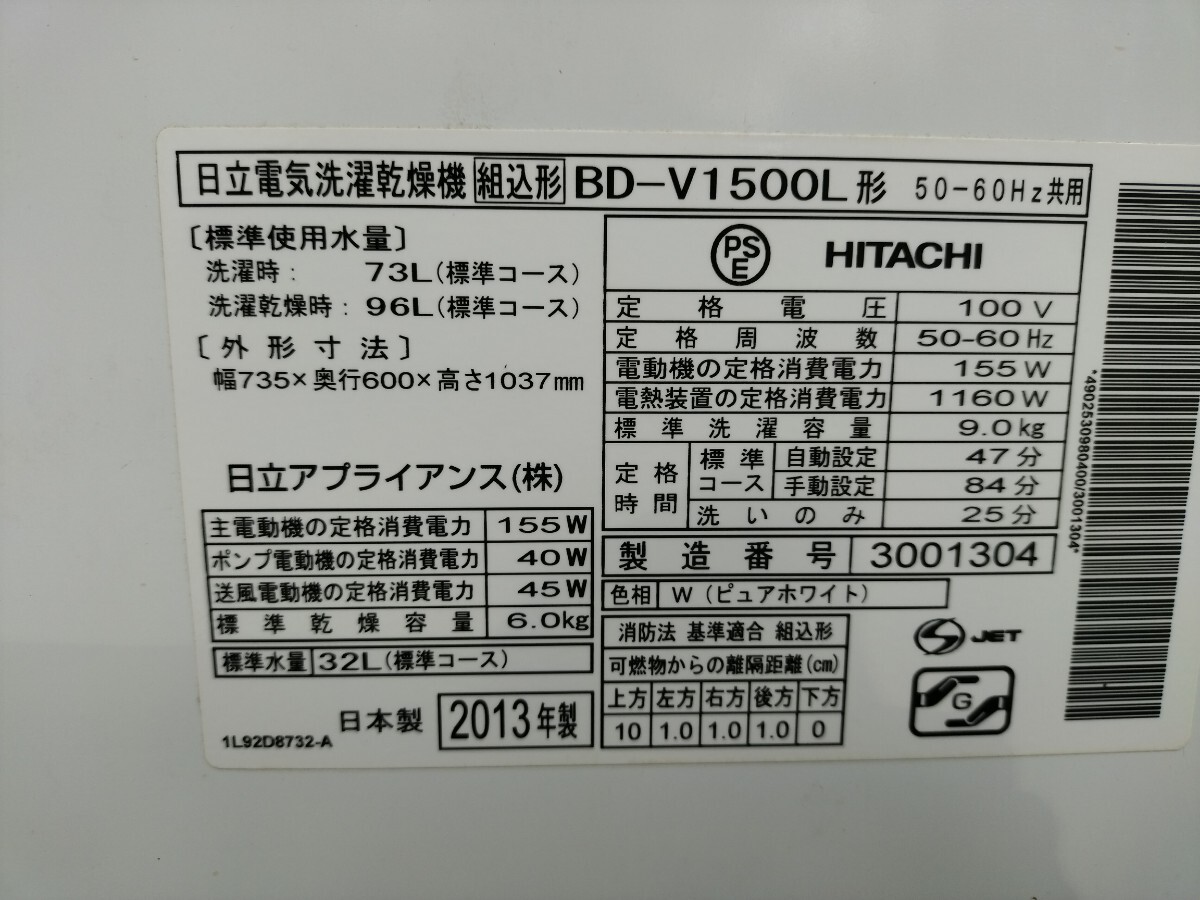 日立電気洗濯乾燥機 組込形 BD-V1500L形 50-60Hz共用
〔標準使用水量〕
洗濯時: 73L(標準コース)
洗濯乾燥時: 96L(標準コース)
〔外形寸法〕
幅735×奥行600×高さ1037mm
日立アプライアンス(株)
主電動機の定格消費電力 155W
ポンプ電動機の定格消費電力 40W
送風電動機の定格消費電力 45W
標準乾燥容量 6.0kg
標準水量 32L(標準コース)
日本製 2013年製
1L92D8732-A
PSE HITACHI
定格電圧 100V
定格周波数 50-60Hz
電動機の定格消費電力 155W
電熱装置の定格消費電力 1160W
標準洗濯容量 9.0kg
定格時間 標準コース 自動設定 47分
手動設定 84分
洗いのみ 25分
製造番号 3001304
色相 W(ピュアホワイト)
消防法 基準適合 組込形
可燃物からの離隔距離(cm)
上方 左方 右方 後方 下方
10 1.0 1.0 1.0 0
S JET
G
*4902530980400/3001304*